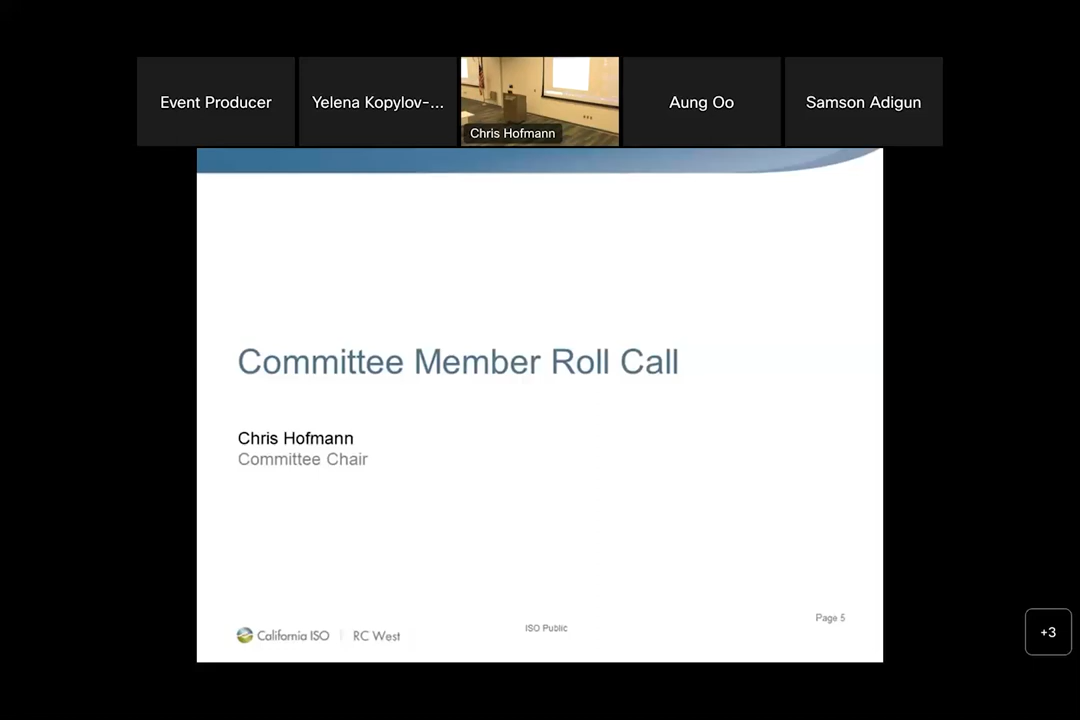 Event Producer
Yelena Kopylov-...
Chris Hofmann
Aung Oo
Samson Adigun
Committee Member Roll Call
Chris Hofmann
Committee Chair
California ISO | RC West
ISO Public
Page 5
+3